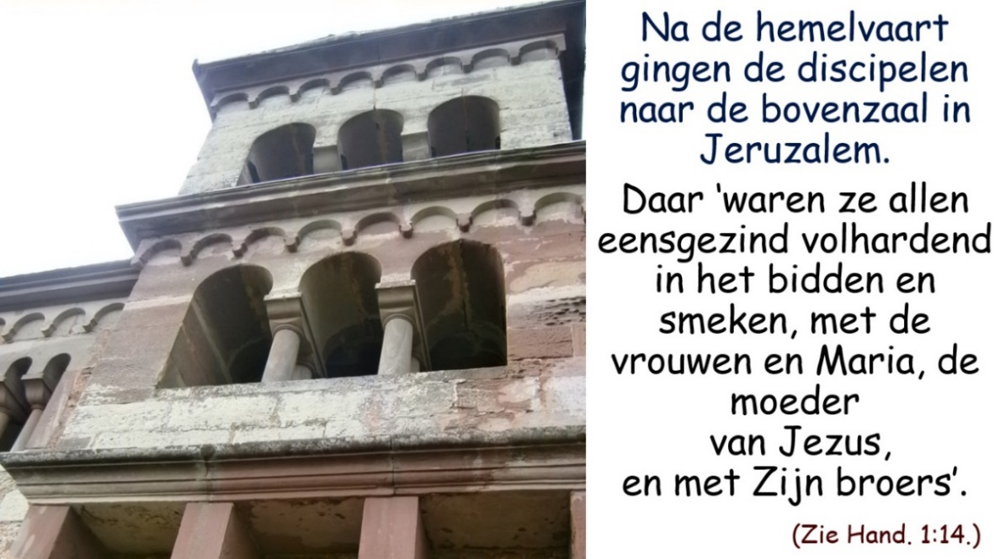 Na de hemelvaart
gingen de discipelen
naar de bovenzaal in
Jeruzalem.
Daar ‘waren ze allen
eensgezind volhardend
in het bidden en
smeken, met de
vrouwen en Maria, de
moeder
van Jezus,
en met Zijn broers’.
(Zie Hand. 1:14.)